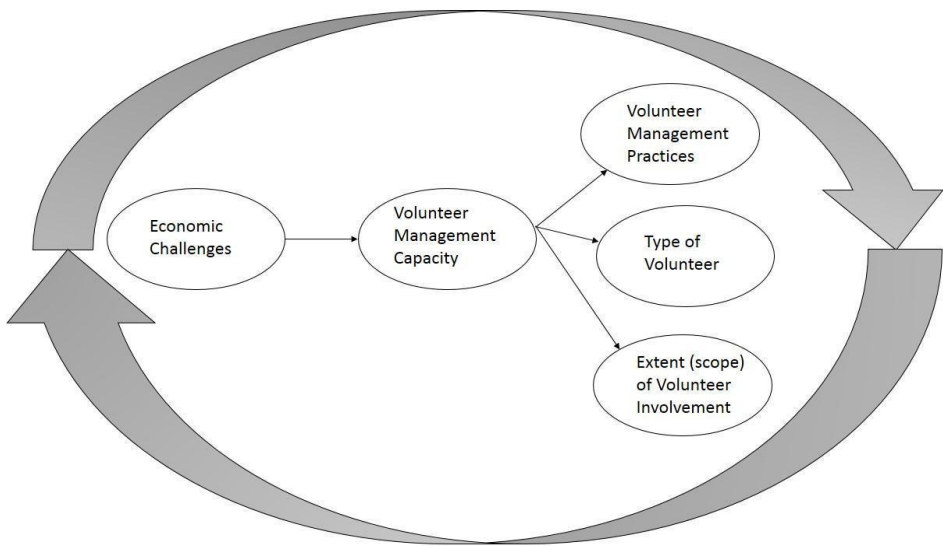 Economic
Challenges
Volunteer
Management
Capacity
Volunteer
Management
Practices
Type of
Volunteer
Extent (scope)
of Volunteer
Involvement